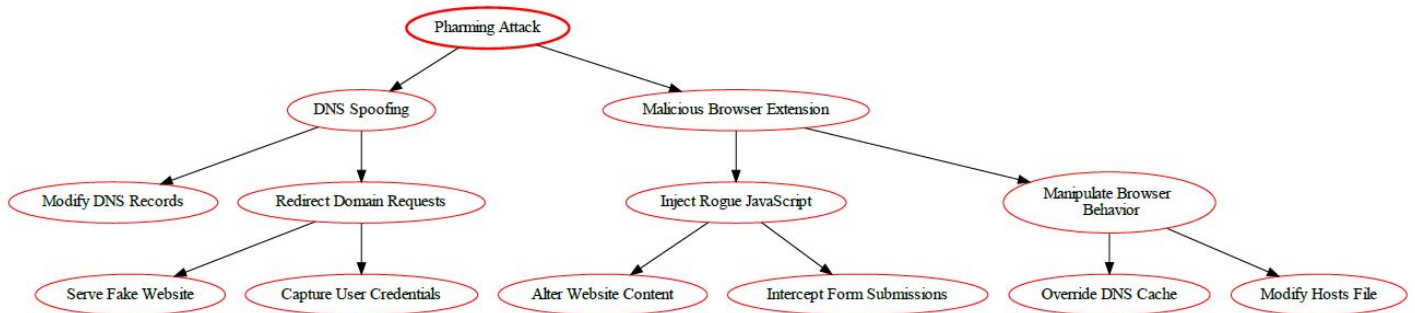 Pharming Attack
DNS Spoofing
Malicious Browser Extension
Modify DNS Records
Redirect Domain Requests
Inject Rogue JavaScript
Manipulate Browser
Behavior
Serve Fake Website
Capture User Credentials
Alter Website Content
Intercept Form Submissions
Override DNS Cache
Modify Hosts File